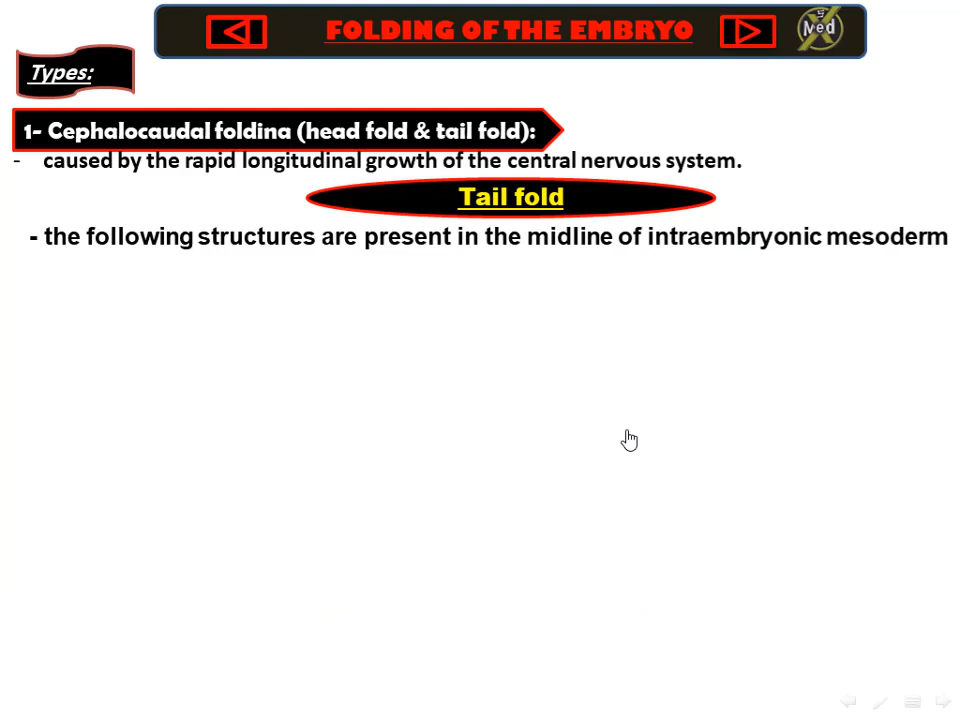 FOLDING OF THE EMBRYO
Med
Types:
1- Cephalocaudal foldina (head fold & tail fold):
- caused by the rapid longitudinal growth of the central nervous system.
Tail fold
- the following structures are present in the midline of intraembryonic mesoderm